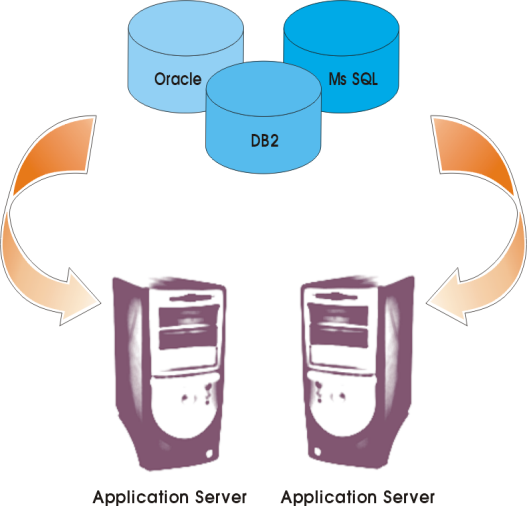 Oracle
Ms SQL
DB2
Application Server
Application Server